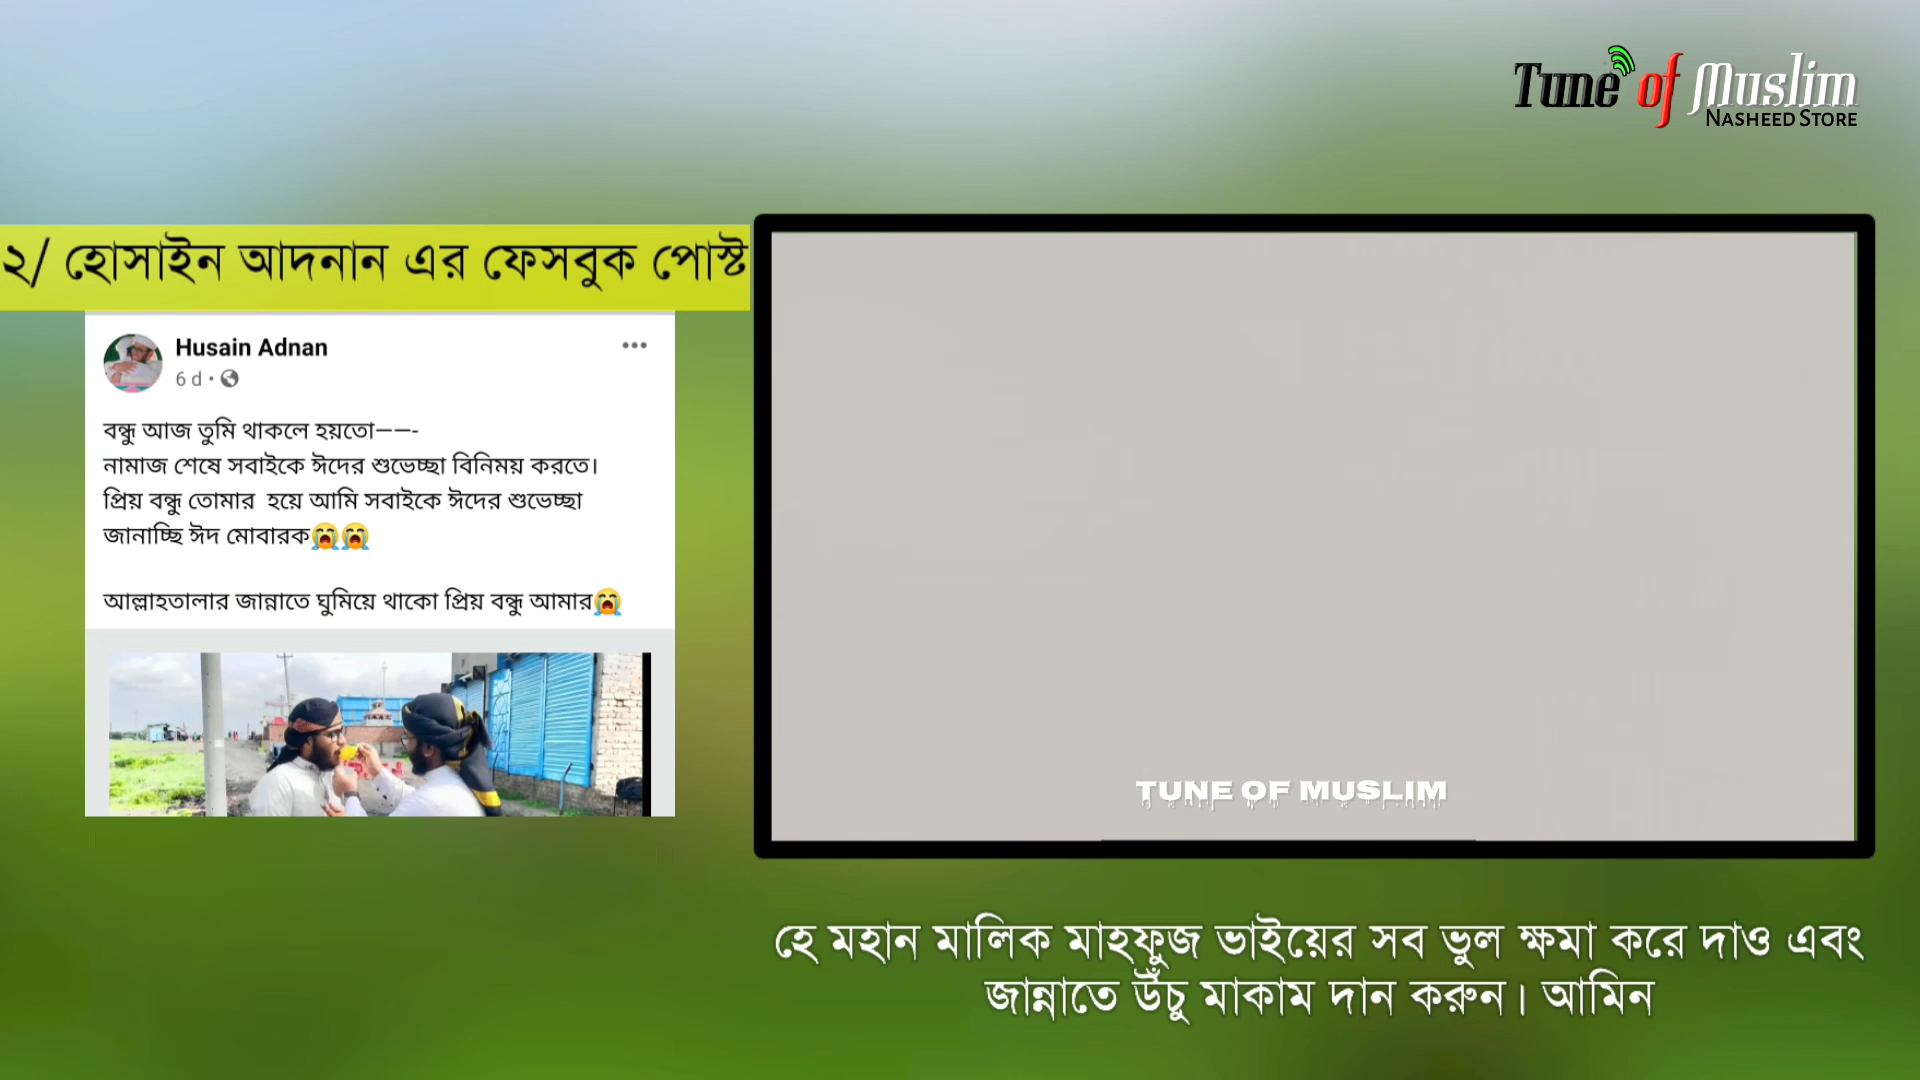 Tune of Muslim
NASHEED STORE
২/ হোসাইন আদনান এর ফেসবুক পোস্ট
Husain Adnan
6 d •
বন্ধু আজ তুমি থাকলে হয়তো——-
নামাজ শেষে সবাইকে ঈদের শুভেচ্ছা বিনিময় করতে।
প্রিয় বন্ধু তোমার হয়ে আমি সবাইকে ঈদের শুভেচ্ছা
জানাচ্ছি ঈদ মোবারক😭😭
আল্লাহতালার জান্নাতে ঘুমিয়ে থাকো প্রিয় বন্ধু আমার😭
TUNE OF MUSLIM
হে মহান মালিক মাহফুজ ভাইয়ের সব ভুল ক্ষমা করে দাও এবং
জান্নাতে উঁচু মাকাম দান করুন। আমিন